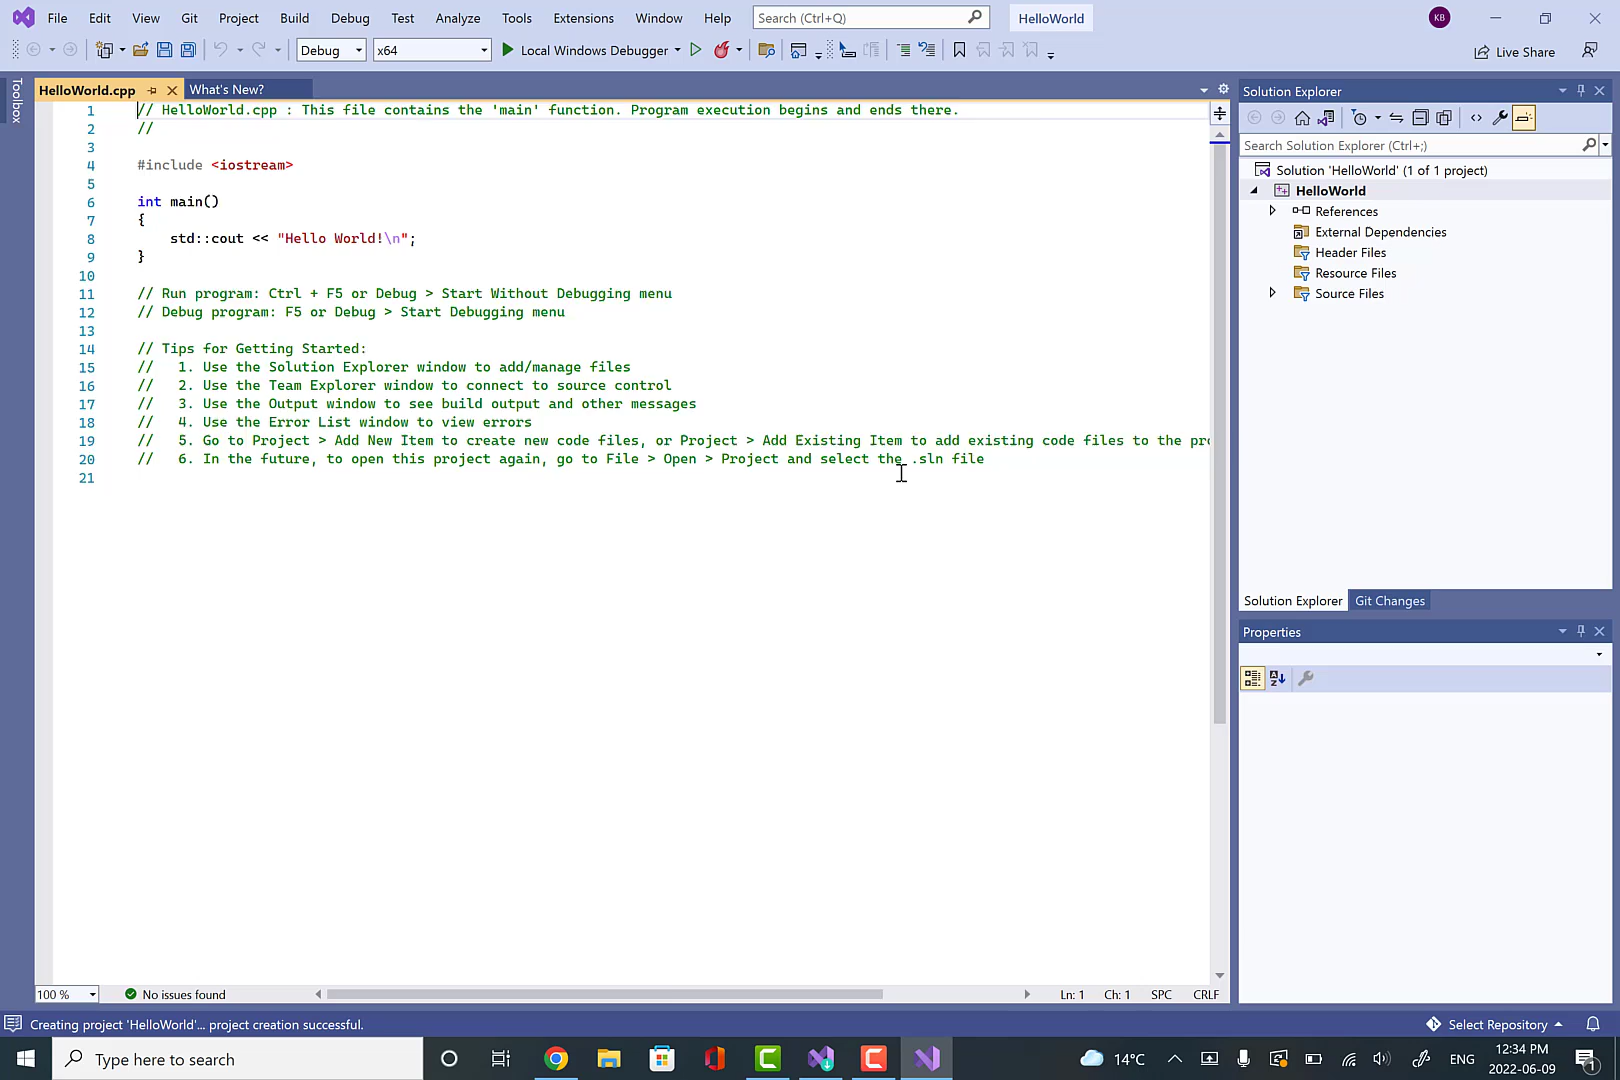 File Edit View Git Project Build Debug Test Analyze Tools Extensions Window Help Search (Ctrl+Q) HelloWorld KB
Debug x64 Local Windows Debugger Live Share
Toolbox
HelloWorld.cpp What's New?
1 // HelloWorld.cpp : This file contains the 'main' function. Program execution begins and ends there.
2 //
3
4 #include <iostream>
5
6 int main()
7 {
8 std::cout << "Hello World!\n";
9 }
10
11 // Run program: Ctrl + F5 or Debug > Start Without Debugging menu
12 // Debug program: F5 or Debug > Start Debugging menu
13
14 // Tips for Getting Started:
15 // 1. Use the Solution Explorer window to add/manage files
16 // 2. Use the Team Explorer window to connect to source control
17 // 3. Use the Output window to see build output and other messages
18 // 4. Use the Error List window to view errors
19 // 5. Go to Project > Add New Item to create new code files, or Project > Add Existing Item to add existing code files to the pro
20 // 6. In the future, to open this project again, go to File > Open > Project and select the .sln file
21
100 % No issues found Ln: 1 Ch: 1 SPC CRLF
Solution Explorer
Search Solution Explorer (Ctrl+;)
Solution 'HelloWorld' (1 of 1 project)
HelloWorld
References
External Dependencies
Header Files
Resource Files
Source Files
Solution Explorer Git Changes
Properties
Creating project 'HelloWorld'... project creation successful. Select Repository
Type here to search 14°C ENG 12:34 PM
2022-06-09 1